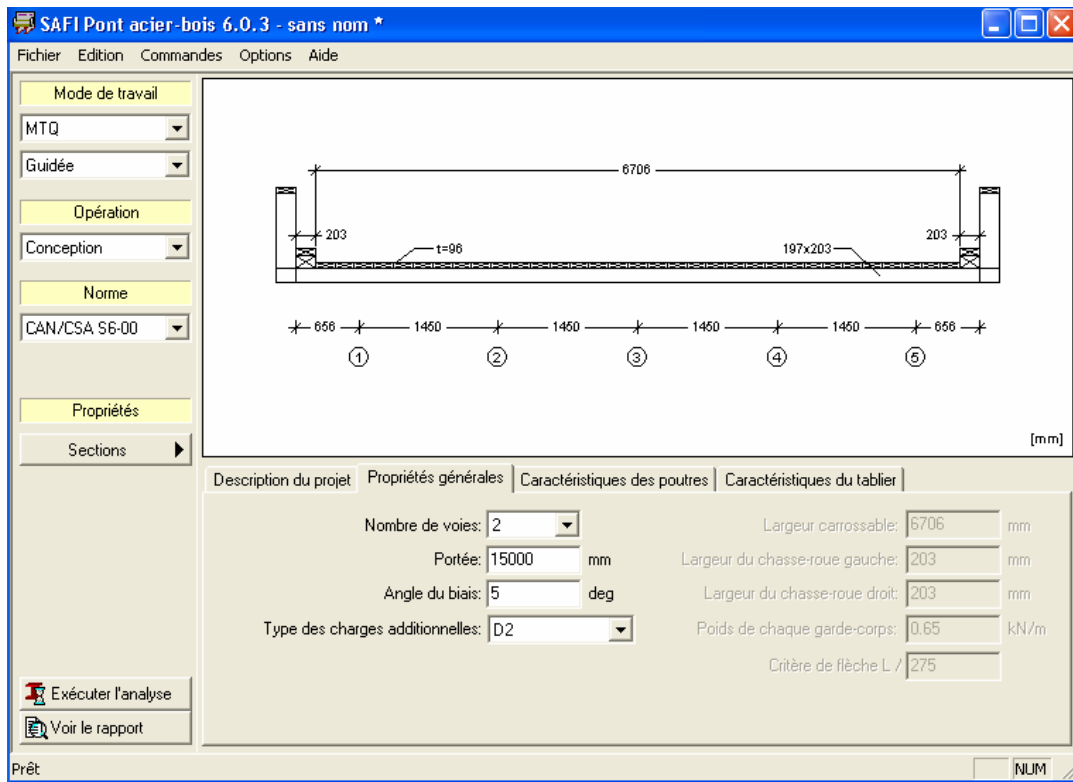 SAFI Pont acier-bois 6.0.3 - sans nom *
Fichier Edition Commandes Options Aide
Mode de travail
MTQ
Guidée
Opération
Conception
Norme
CAN/CSA S6-00
Propriétés
Sections
Exécuter l'analyse
Voir le rapport
6706
203 t=96 197x203 203
656 1450 1450 1450 1450 656
1 2 3 4 5
[mm]
Description du projet Propriétés générales Caractéristiques des poutres Caractéristiques du tablier
Nombre de voies: 2 Largeur carrossable: 6706 mm
Portée: 15000 mm Largeur du chasse-roue gauche: 203 mm
Angle du biais: 5 deg Largeur du chasse-roue droit: 203 mm
Type des charges additionnelles: D2 Poids de chaque garde-corps: 0.65 kN/m
Critère de flèche L / 275
Prêt NUM